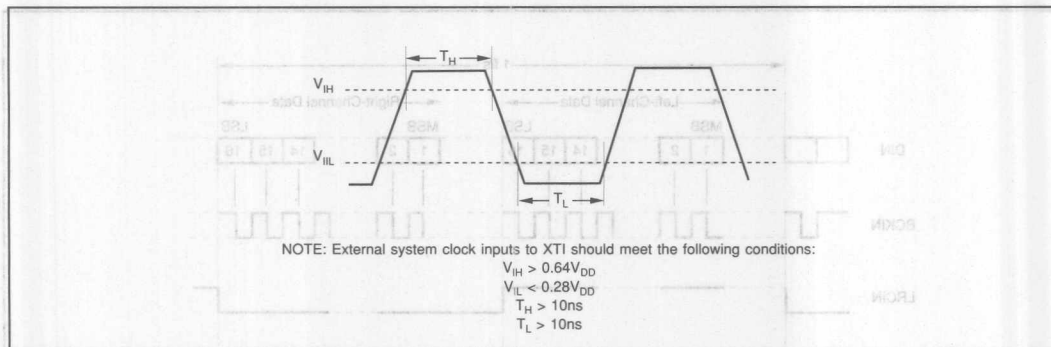 T_H
V_IH
V_IIL
T_L
NOTE: External system clock inputs to XTI should meet the following conditions:
V_IH > 0.64V_DD
V_IL < 0.28V_DD
T_H > 10ns
T_L > 10ns